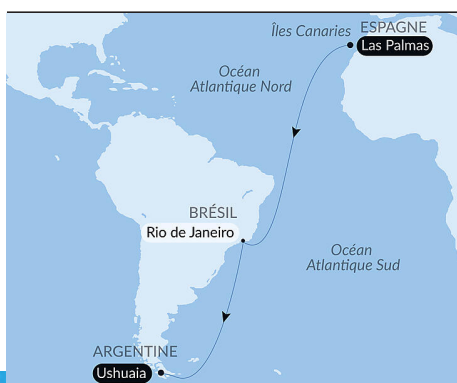 Îles Canaries
ESPAGNE
Las Palmas
Océan
Atlantique Nord
BRÉSIL
Rio de Janeiro
Océan
Atlantique Sud
ARGENTINE
Ushuaia